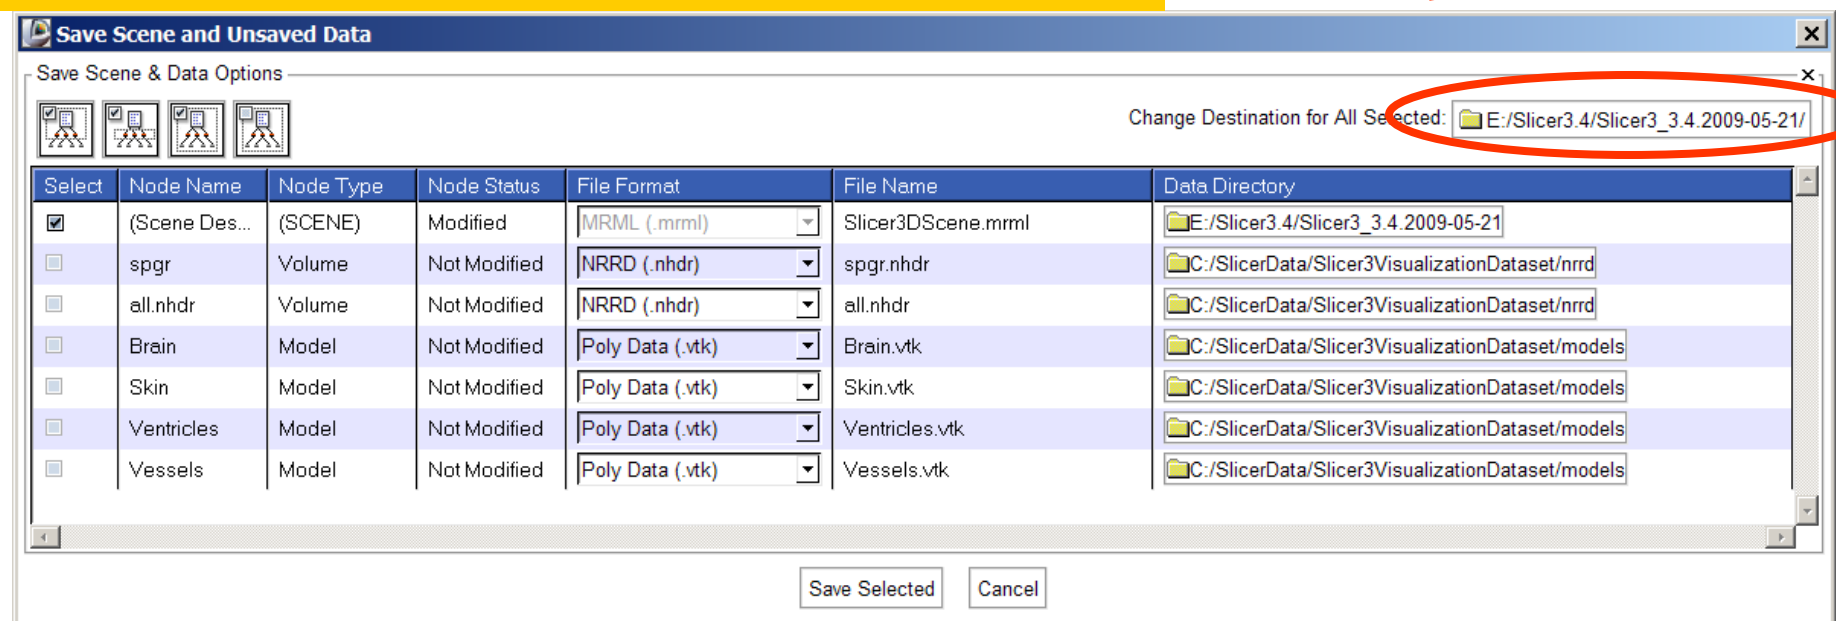 Save Scene and Unsaved Data
Save Scene & Data Options
Change Destination for All Selected: E:/Slicer3.4/Slicer3_3.4.2009-05-21/
Select Node Name Node Type Node Status File Format File Name Data Directory
(Scene Des... (SCENE) Modified MRML (.mrml) Slicer3DScene.mrml E:/Slicer3.4/Slicer3_3.4.2009-05-21
spgr Volume Not Modified NRRD (.nhdr) spgr.nhdr C:/SlicerData/Slicer3VisualizationDataset/nrrd
all.nhdr Volume Not Modified NRRD (.nhdr) all.nhdr C:/SlicerData/Slicer3VisualizationDataset/nrrd
Brain Model Not Modified Poly Data (.vtk) Brain.vtk C:/SlicerData/Slicer3VisualizationDataset/models
Skin Model Not Modified Poly Data (.vtk) Skin.vtk C:/SlicerData/Slicer3VisualizationDataset/models
Ventricles Model Not Modified Poly Data (.vtk) Ventricles.vtk C:/SlicerData/Slicer3VisualizationDataset/models
Vessels Model Not Modified Poly Data (.vtk) Vessels.vtk C:/SlicerData/Slicer3VisualizationDataset/models
Save Selected Cancel